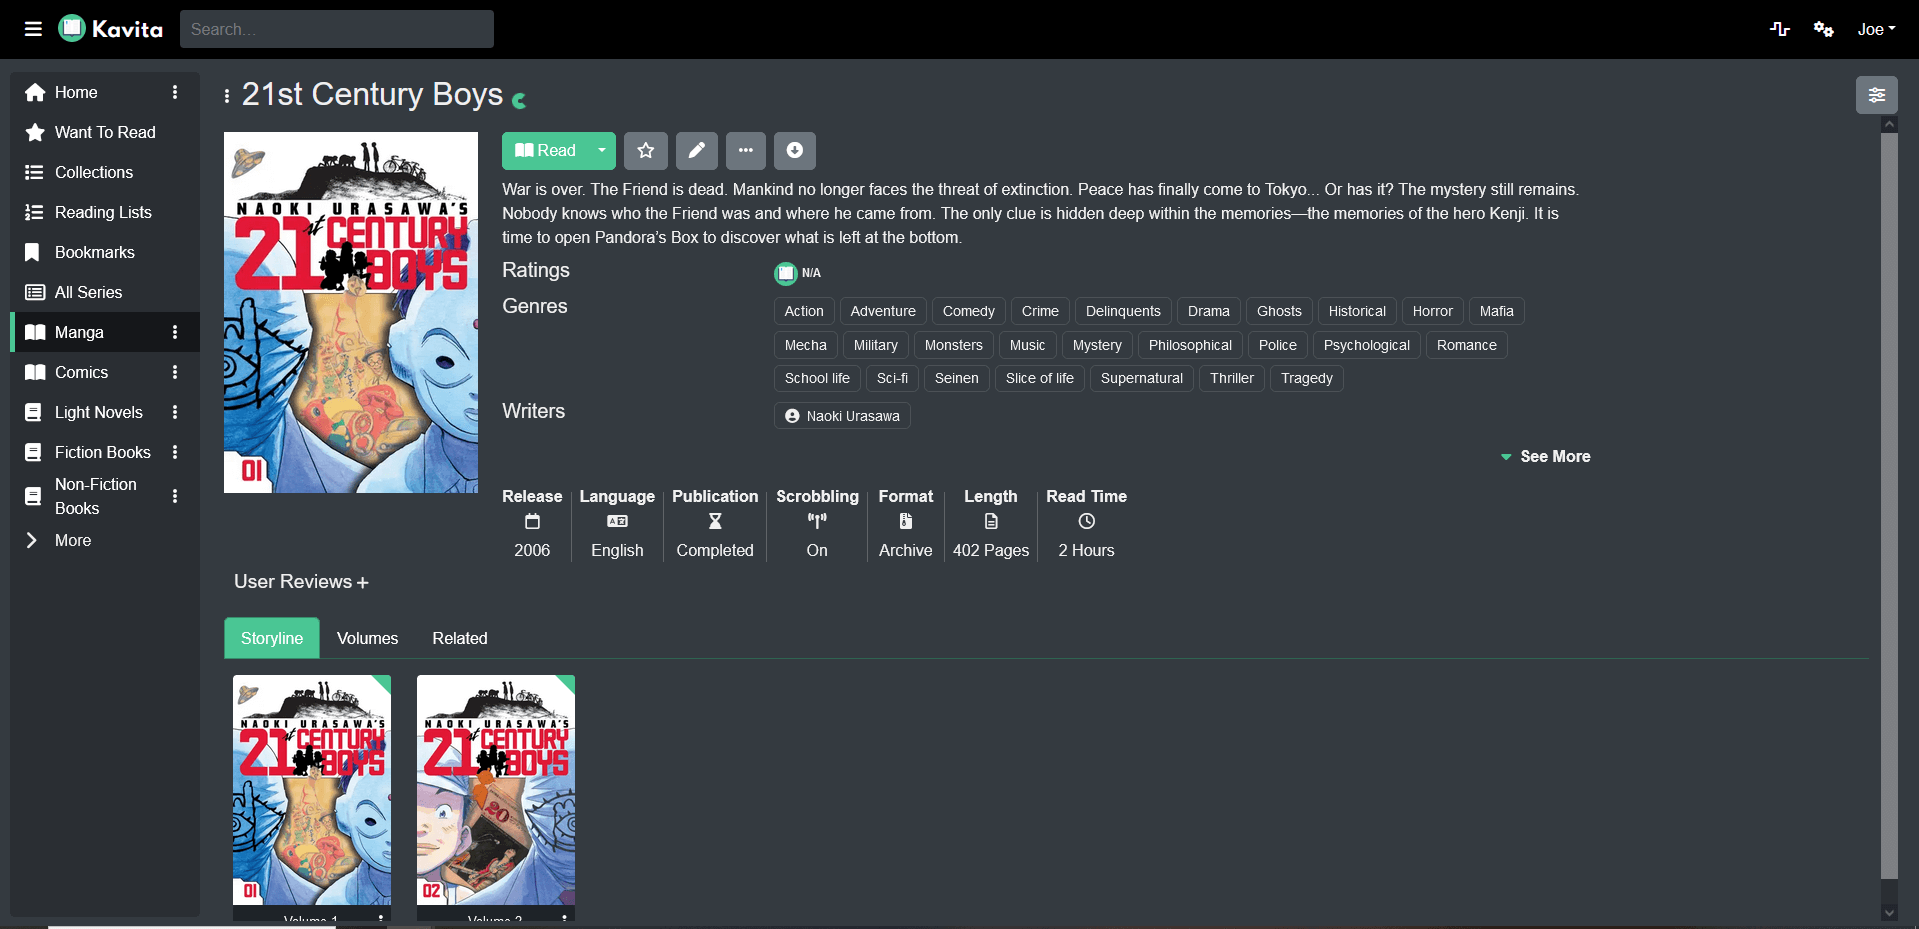 Kavita
Search...
Joe
Home
Want To Read
Collections
Reading Lists
Bookmarks
All Series
Manga
Comics
Light Novels
Fiction Books
Non-Fiction
Books
More
21st Century Boys
NAOKI URASAWA'S
21st CENTURY
BOYS
01
Read
War is over. The Friend is dead. Mankind no longer faces the threat of extinction. Peace has finally come to Tokyo... Or has it? The mystery still remains.
Nobody knows who the Friend was and where he came from. The only clue is hidden deep within the memories—the memories of the hero Kenji. It is
time to open Pandora's Box to discover what is left at the bottom.
Ratings
N/A
Genres
Action Adventure Comedy Crime Delinquents Drama Ghosts Historical Horror Mafia
Mecha Military Monsters Music Mystery Philosophical Police Psychological Romance
School life Sci-fi Seinen Slice of life Supernatural Thriller Tragedy
Writers
Naoki Urasawa
See More
Release Language Publication Scrobbling Format Length Read Time
2006 English Completed On Archive 402 Pages 2 Hours
User Reviews +
Storyline Volumes Related
NAOKI URASAWA'S
21st CENTURY
BOYS
01
Volume 1
NAOKI URASAWA'S
21st CENTURY
BOYS
20
02
Volume 2